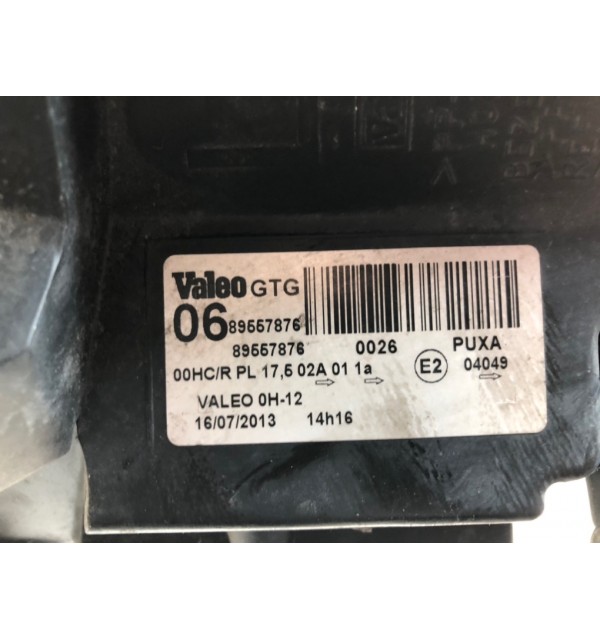 Valeo GTG
06 89557876
89557876 0026 PUXA
00HC/R PL 17,5 02A 01 1a E2 04049
VALEO 0H-12
16/07/2013 14h16